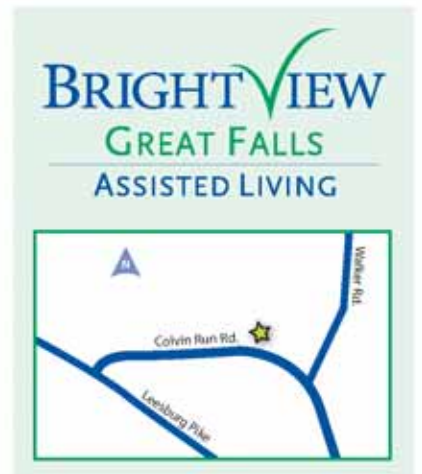 BRIGHTVIEW
GREAT FALLS
ASSISTED LIVING
N
Walker Rd.
Colvin Run Rd.
Leesburg Pike